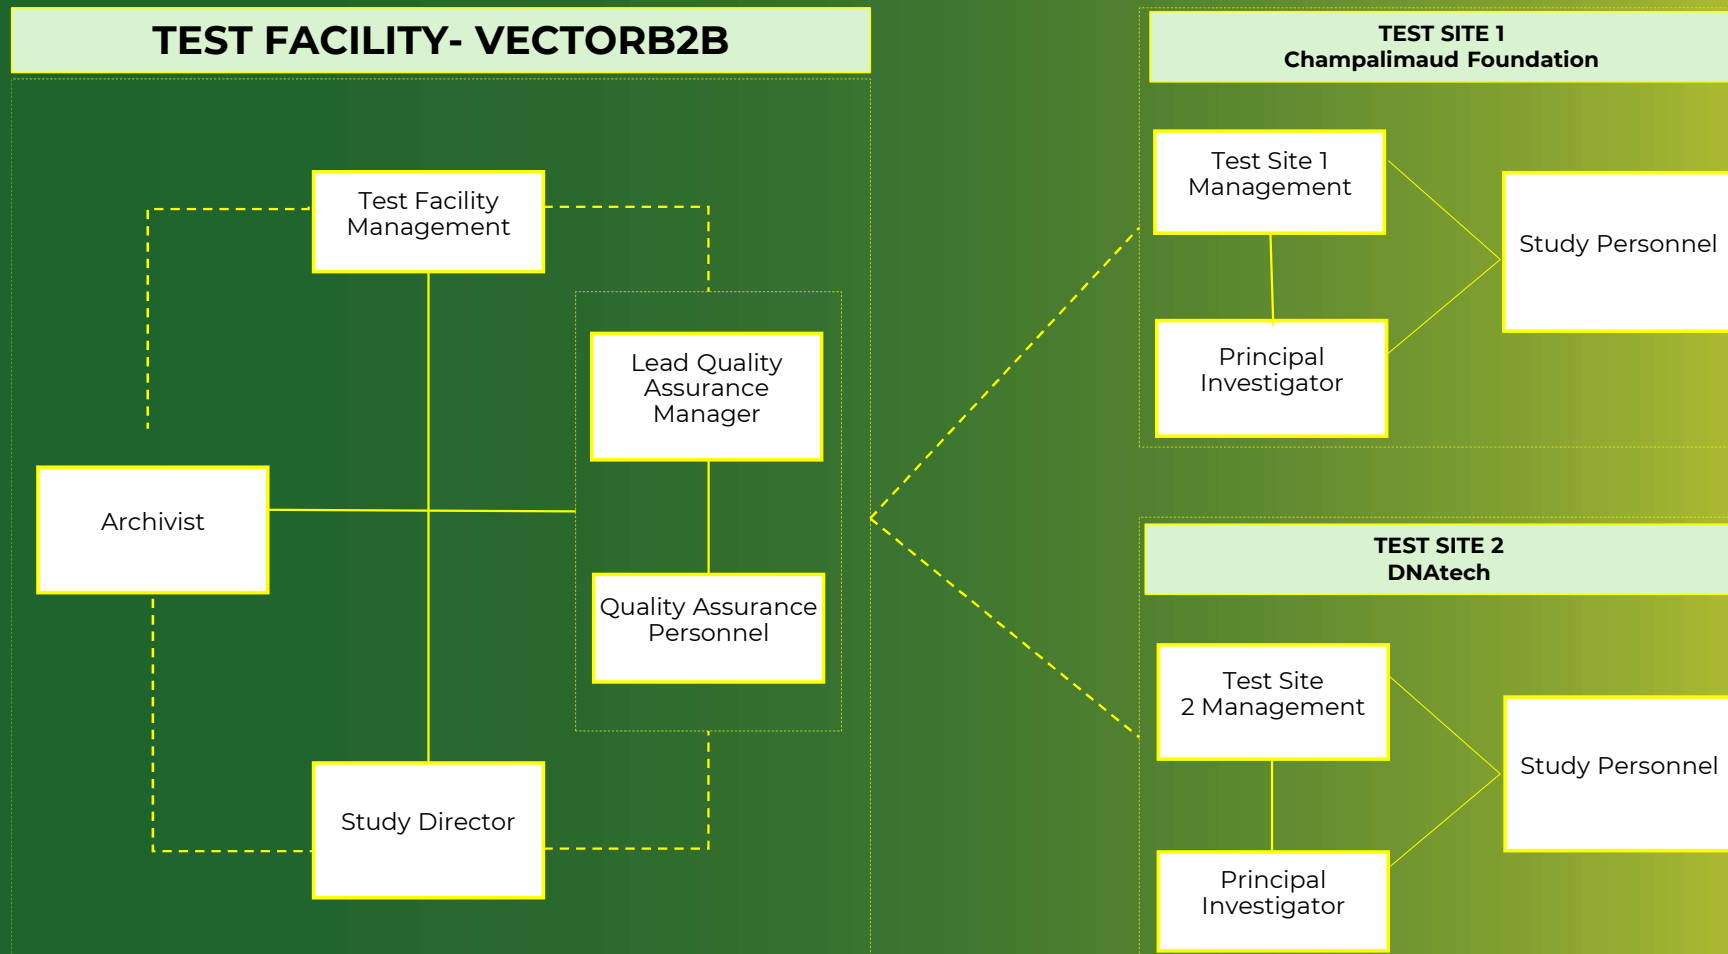 TEST FACILITY- VECTORB2B
Test Facility
Management
Lead Quality
Assurance
Manager
Archivist
Quality Assurance
Personnel
Study Director
TEST SITE 1
Champalimaud Foundation
Test Site 1
Management
Study Personnel
Principal
Investigator
TEST SITE 2
DNAtech
Test Site
2 Management
Study Personnel
Principal
Investigator